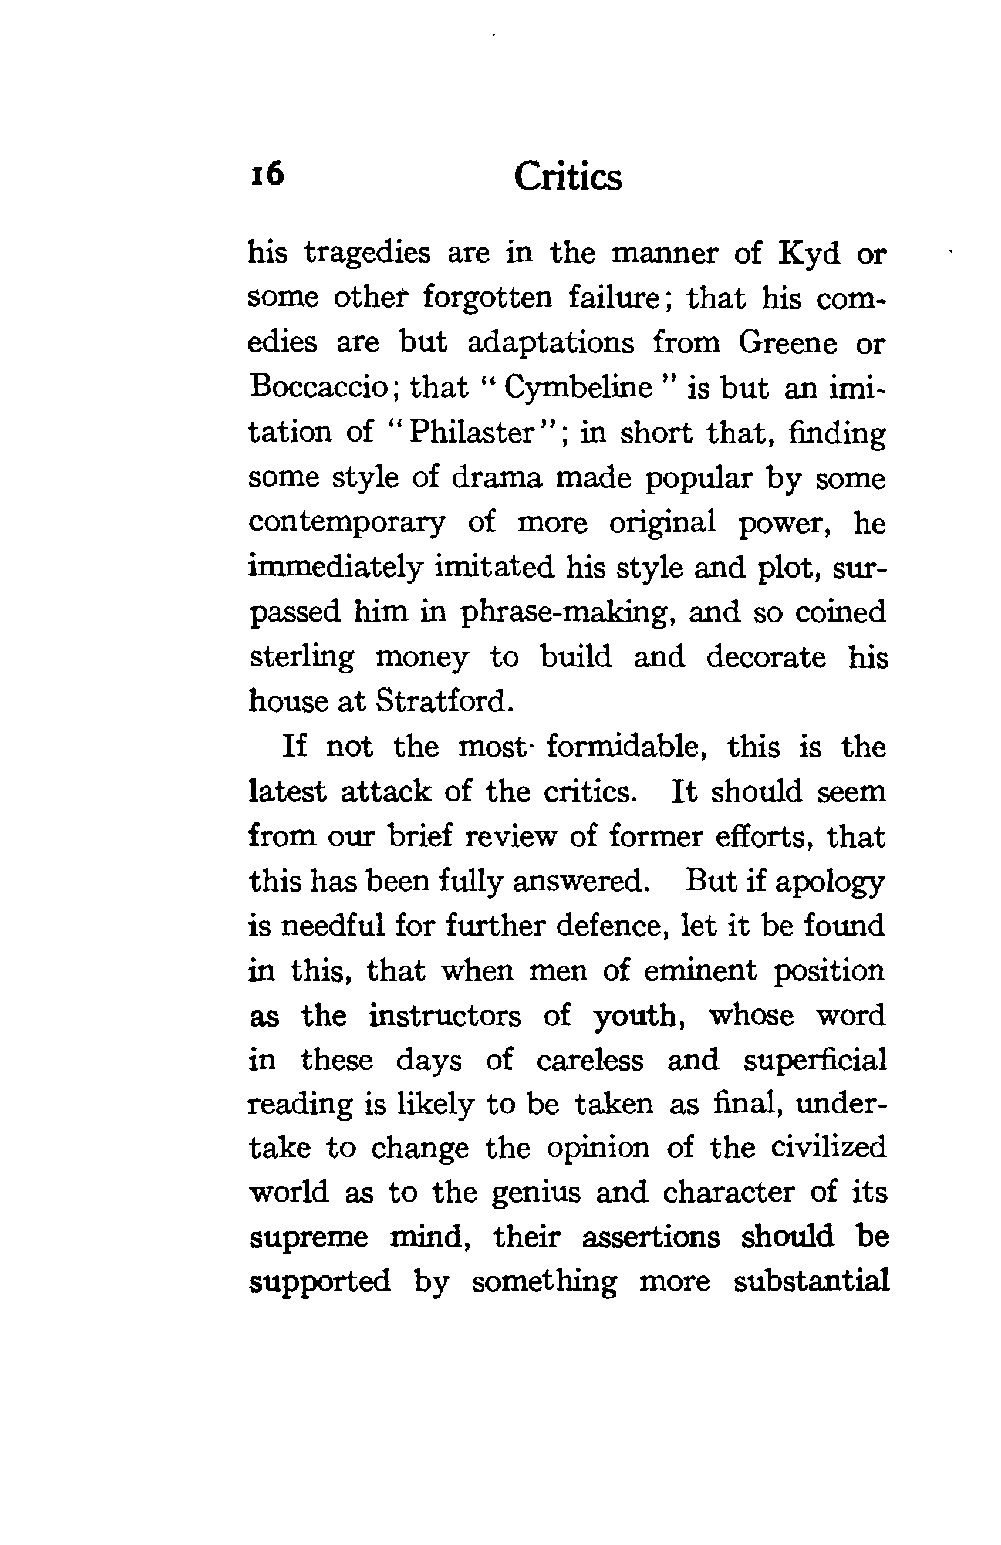 16 Critics
his tragedies are in the manner of Kyd or
some other forgotten failure; that his com-
edies are but adaptations from Greene or
Boccaccio; that “ Cymbeline ” is but an imi-
tation of “Philaster”; in short that, finding
some style of drama made popular by some
contemporary of more original power, he
immediately imitated his style and plot, sur-
passed him in phrase-making, and so coined
sterling money to build and decorate his
house at Stratford.
If not the most formidable, this is the
latest attack of the critics. It should seem
from our brief review of former efforts, that
this has been fully answered. But if apology
is needful for further defence, let it be found
in this, that when men of eminent position
as the instructors of youth, whose word
in these days of careless and superficial
reading is likely to be taken as final, under-
take to change the opinion of the civilized
world as to the genius and character of its
supreme mind, their assertions should be
supported by something more substantial